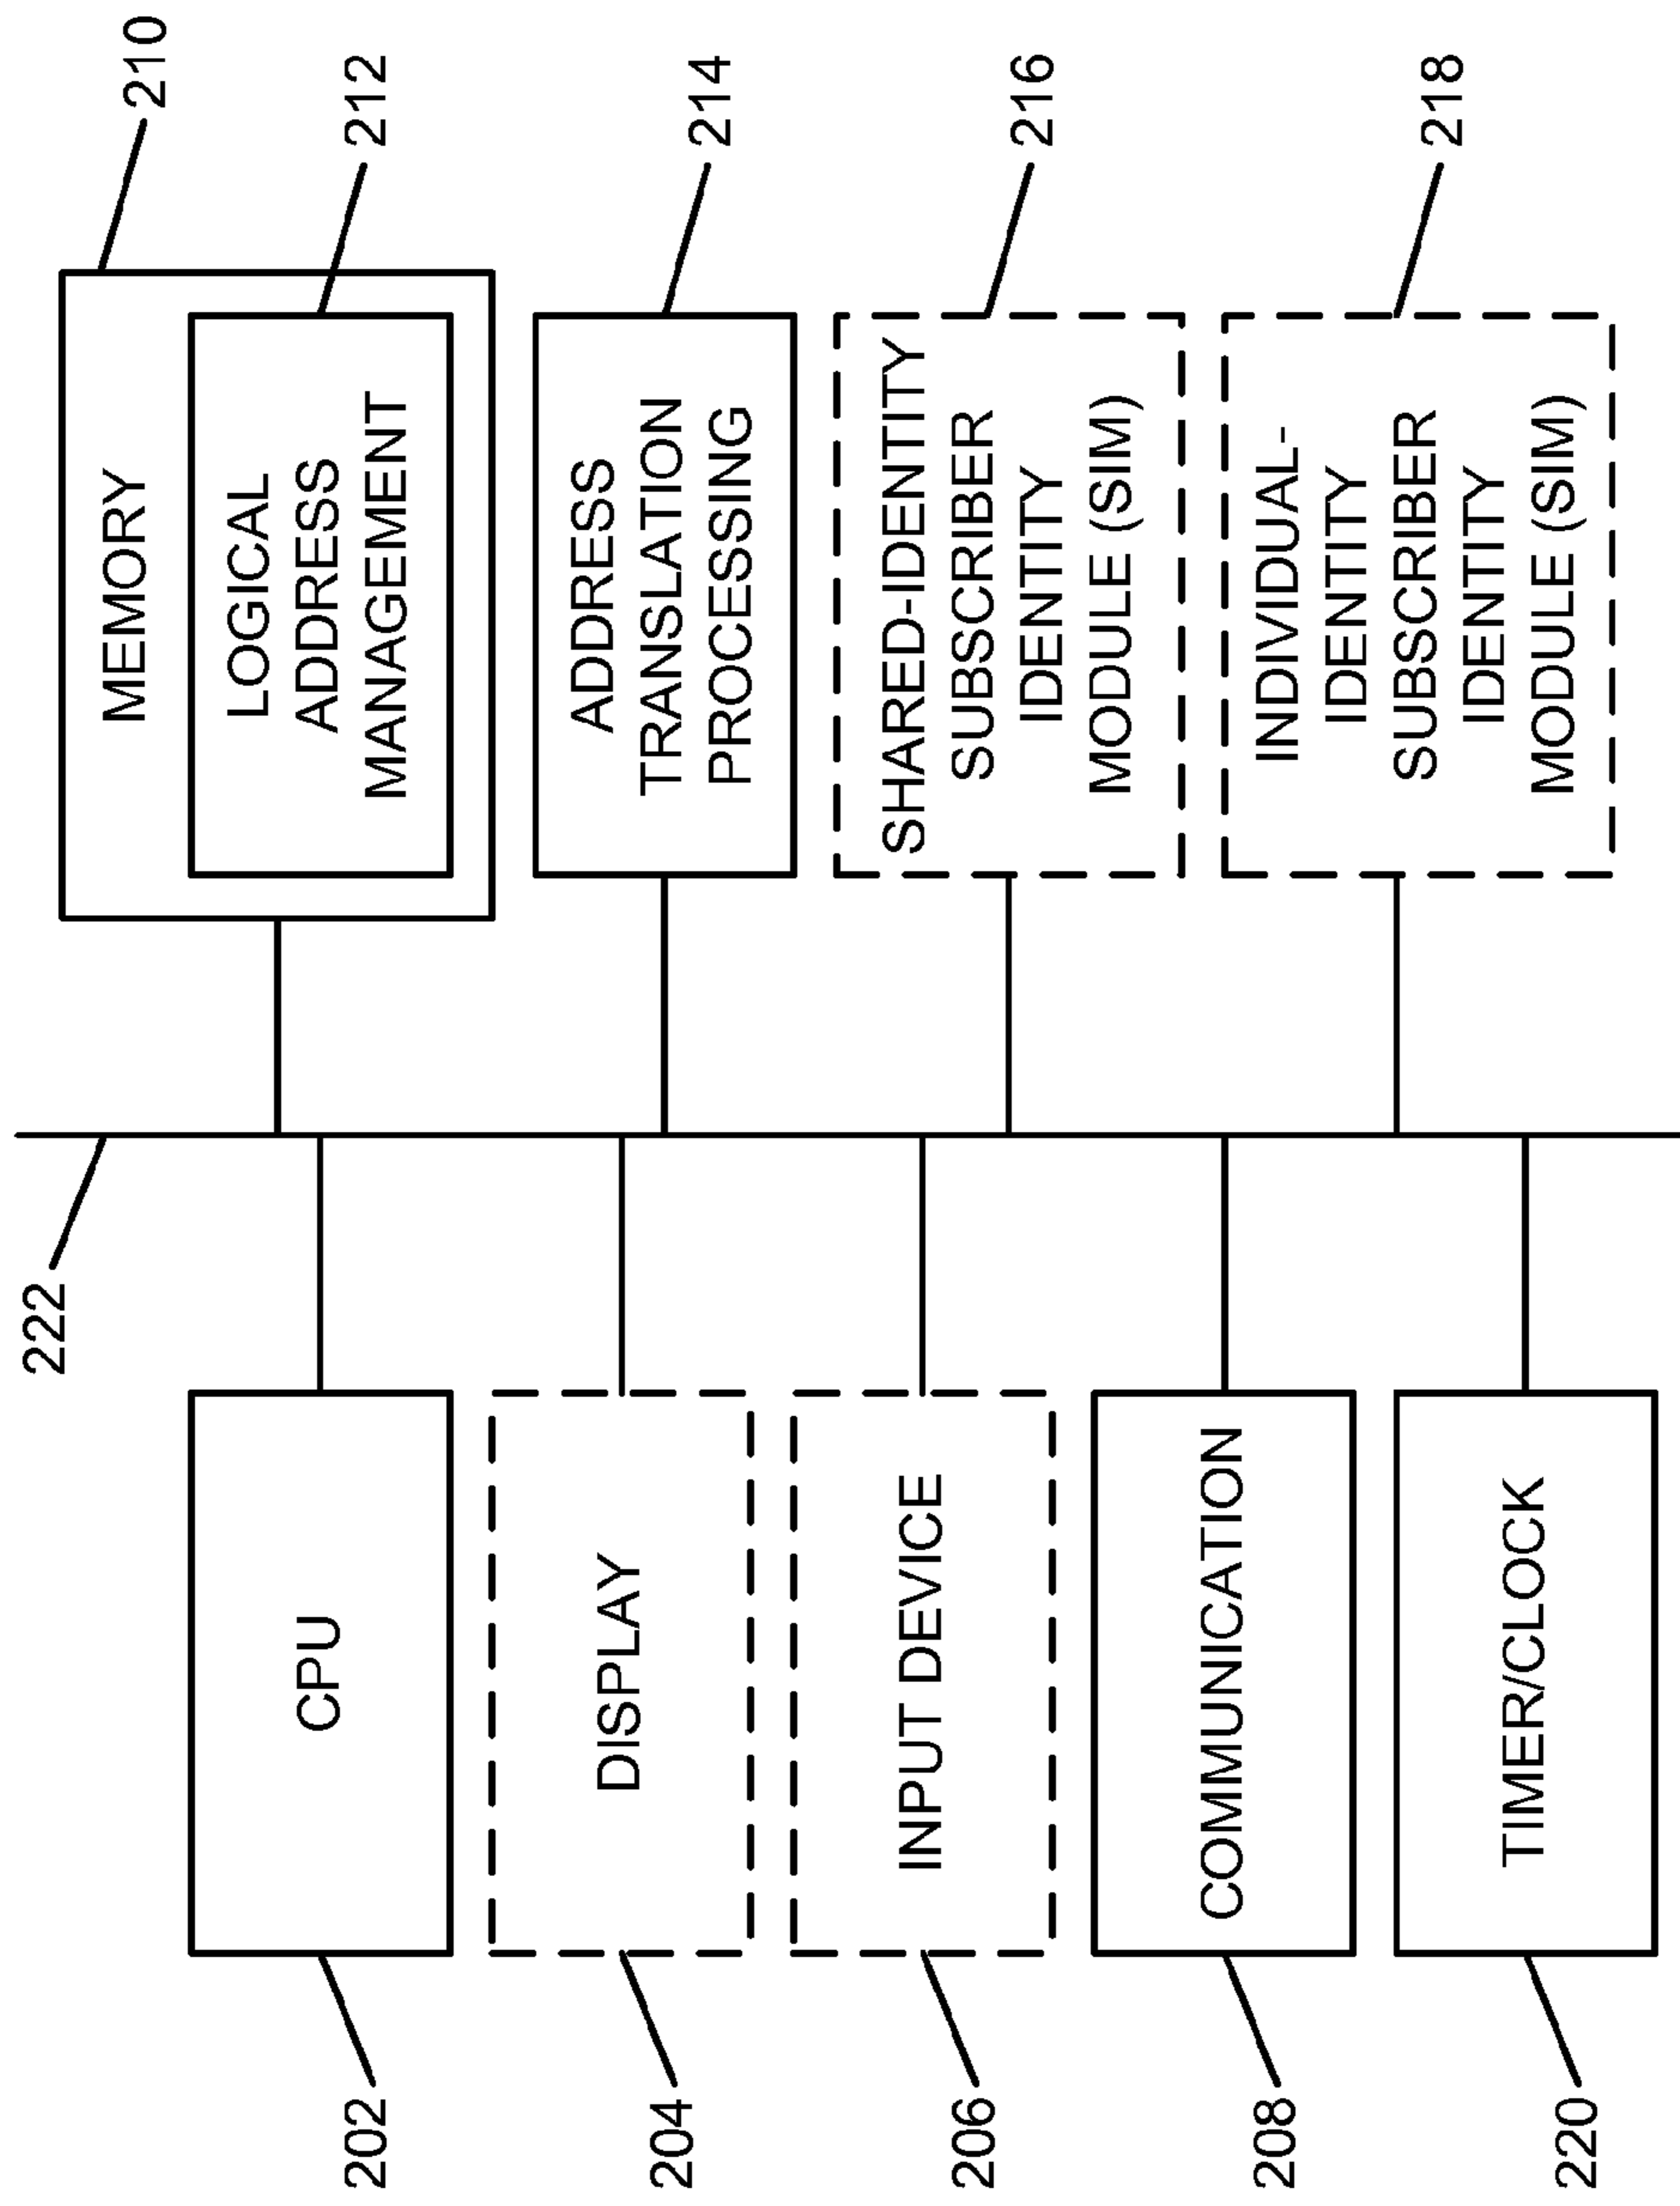 222
202
CPU
204
DISPLAY
206
INPUT DEVICE
208
COMMUNICATION
220
TIMER/CLOCK
MEMORY
210
LOGICAL
ADDRESS
MANAGEMENT
212
ADDRESS
TRANSLATION
PROCESSING
214
SHARED-IDENTITY
SUBSCRIBER
IDENTITY
MODULE (SIM)
216
INDIVIDUAL-
IDENTITY
SUBSCRIBER
IDENTITY
MODULE (SIM)
218